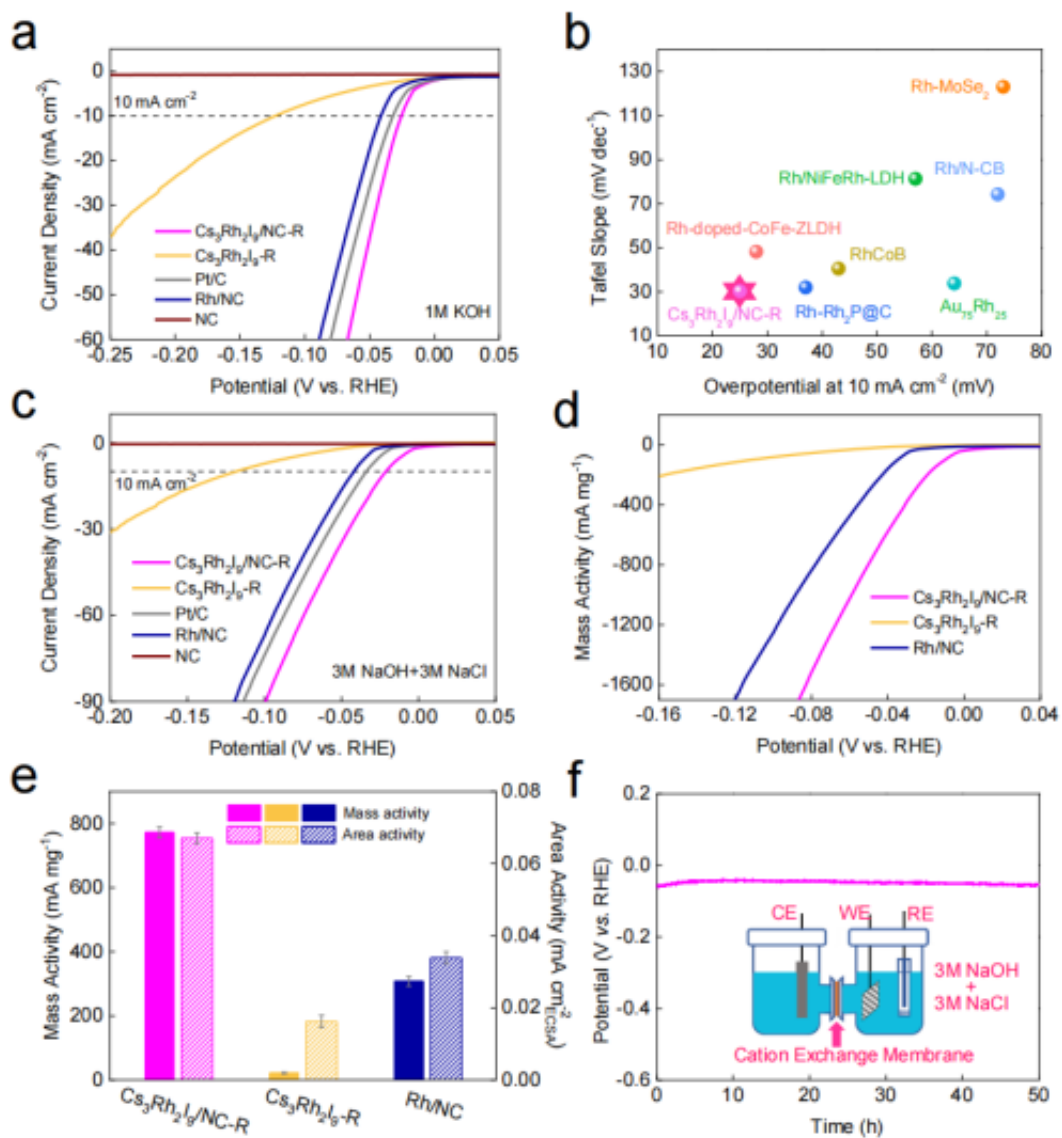 a
Current Density (mA cm⁻²)
0
-10
-20
-30
-40
-50
-60
10 mA cm⁻²
Cs₃Rh₂I₉/NC-R
Cs₃Rh₂I₉-R
Pt/C
Rh/NC
NC
1M KOH
-0.25 -0.20 -0.15 -0.10 -0.05 0.00 0.05
Potential (V vs. RHE)
b
Tafel Slope (mV dec⁻¹)
130
110
90
70
50
30
10
Rh-MoSe₂
Rh/NiFeRh-LDH
Rh/N-CB
Rh-doped-CoFe-ZLDH
RhCoB
Cs₃Rh₂I₉/NC-R
Rh-Rh₂P@C
Au₇₅Rh₂₅
10 20 30 40 50 60 70 80
Overpotential at 10 mA cm⁻² (mV)
c
Current Density (mA cm⁻²)
0
-30
-60
-90
10 mA cm⁻²
Cs₃Rh₂I₉/NC-R
Cs₃Rh₂I₉-R
Pt/C
Rh/NC
NC
3M NaOH+3M NaCl
-0.20 -0.15 -0.10 -0.05 0.00 0.05
Potential (V vs. RHE)
d
Mass Activity (mA mg⁻¹)
0
-400
-800
-1200
-1600
Cs₃Rh₂I₉/NC-R
Cs₃Rh₂I₉-R
Rh/NC
-0.16 -0.12 -0.08 -0.04 0.00 0.04
Potential (V vs. RHE)
e
Mass Activity (mA mg⁻¹)
800
600
400
200
0
Mass activity
Area activity
0.08
0.06
0.04
0.02
0.00
Area Activity (mA cm⁻²ECSA)
Cs₃Rh₂I₉/NC-R
Cs₃Rh₂I₉-R
Rh/NC
f
Potential (V vs. RHE)
0.2
0.0
-0.2
-0.4
-0.6
CE WE RE
3M NaOH
+
3M NaCl
Cation Exchange Membrane
0 10 20 30 40 50
Time (h)